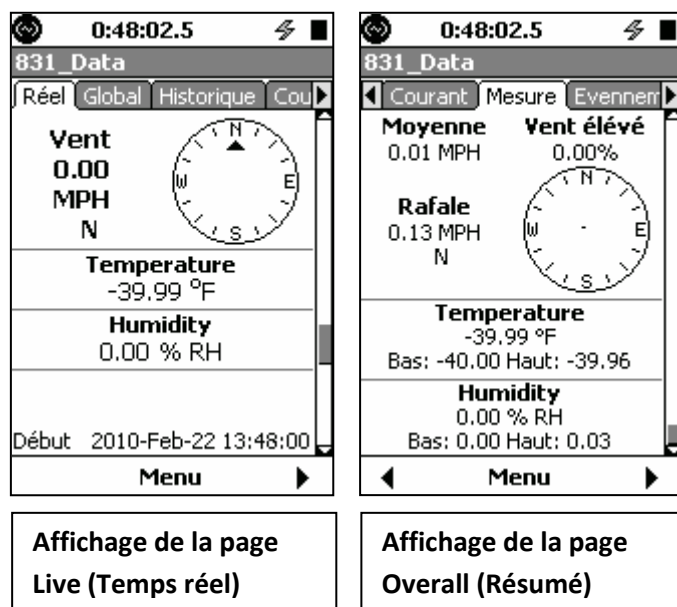 0:48:02.5
831_Data
Réel Global Historique Cou
Vent
0.00
MPH
N
N
W E
S
Temperature
-39.99 °F
Humidity
0.00 % RH
Début 2010-Feb-22 13:48:00
Menu
Affichage de la page
Live (Temps réel)
0:48:02.5
831_Data
Courant Mesure Evennem
Moyenne Vent élévé
0.01 MPH 0.00%
Rafale
0.13 MPH
N
N
W E
S
Temperature
-39.99 °F
Bas: -40.00 Haut: -39.96
Humidity
0.00 % RH
Bas: 0.00 Haut: 0.03
Menu
Affichage de la page
Overall (Résumé)